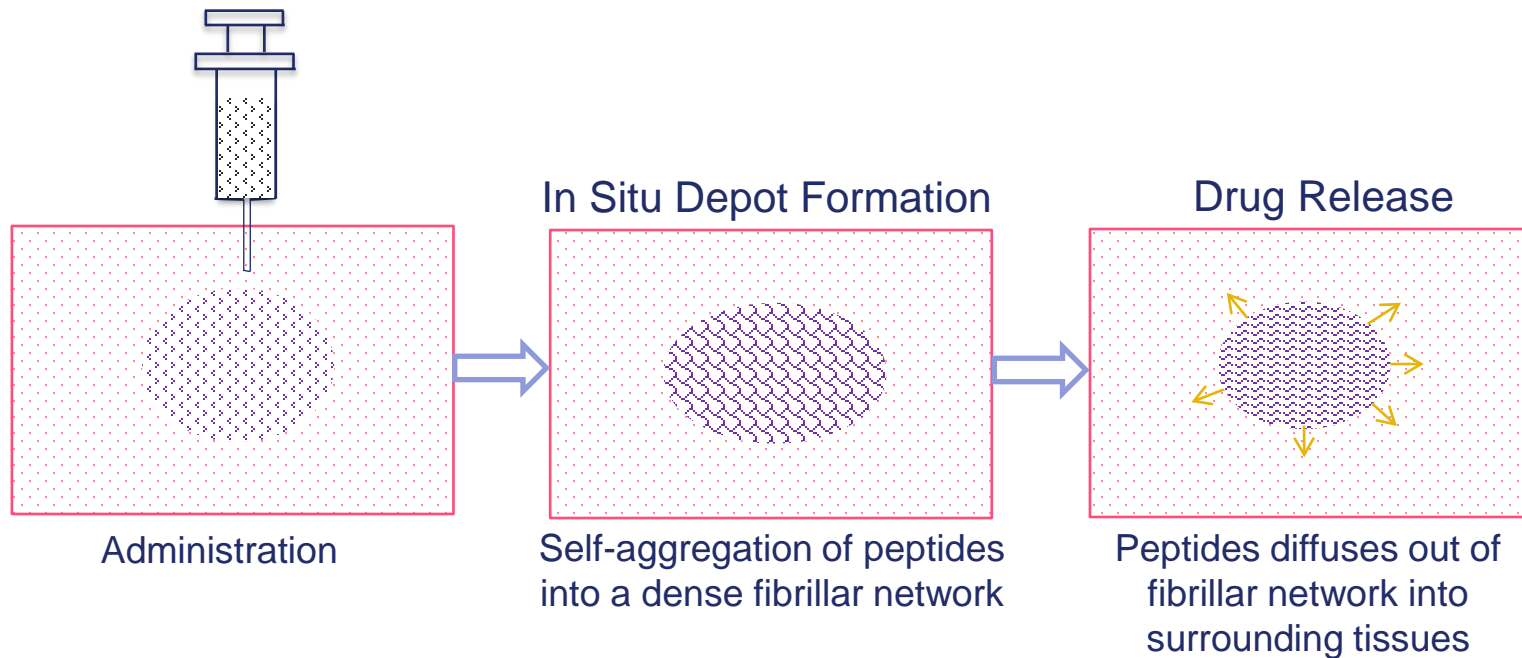 In Situ Depot Formation
Drug Release
Administration
Self-aggregation of peptides
into a dense fibrillar network
Peptides diffuses out of
fibrillar network into
surrounding tissues